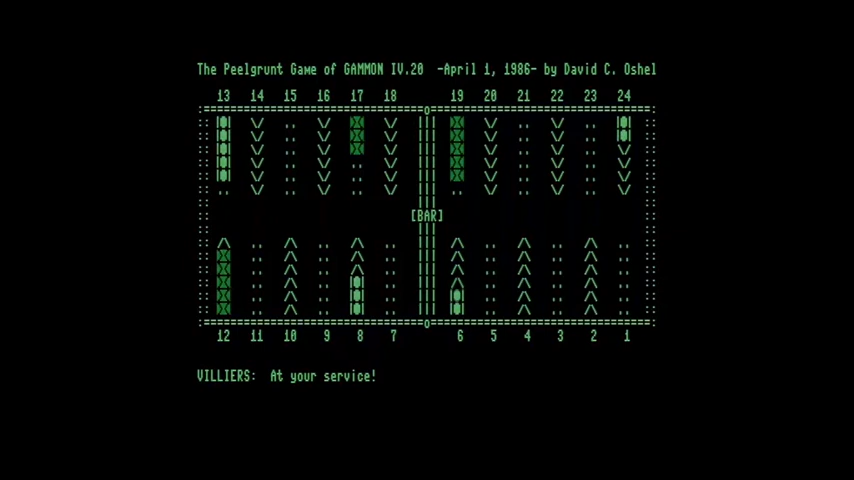 The Peelgrunt Game of GAMMON IV.20 -April 1, 1986- by David C. Oshel
13 14 15 16 17 18 19 20 21 22 23 24
[BAR]
12 11 10 9 8 7 6 5 4 3 2 1
VILLIERS: At your service!